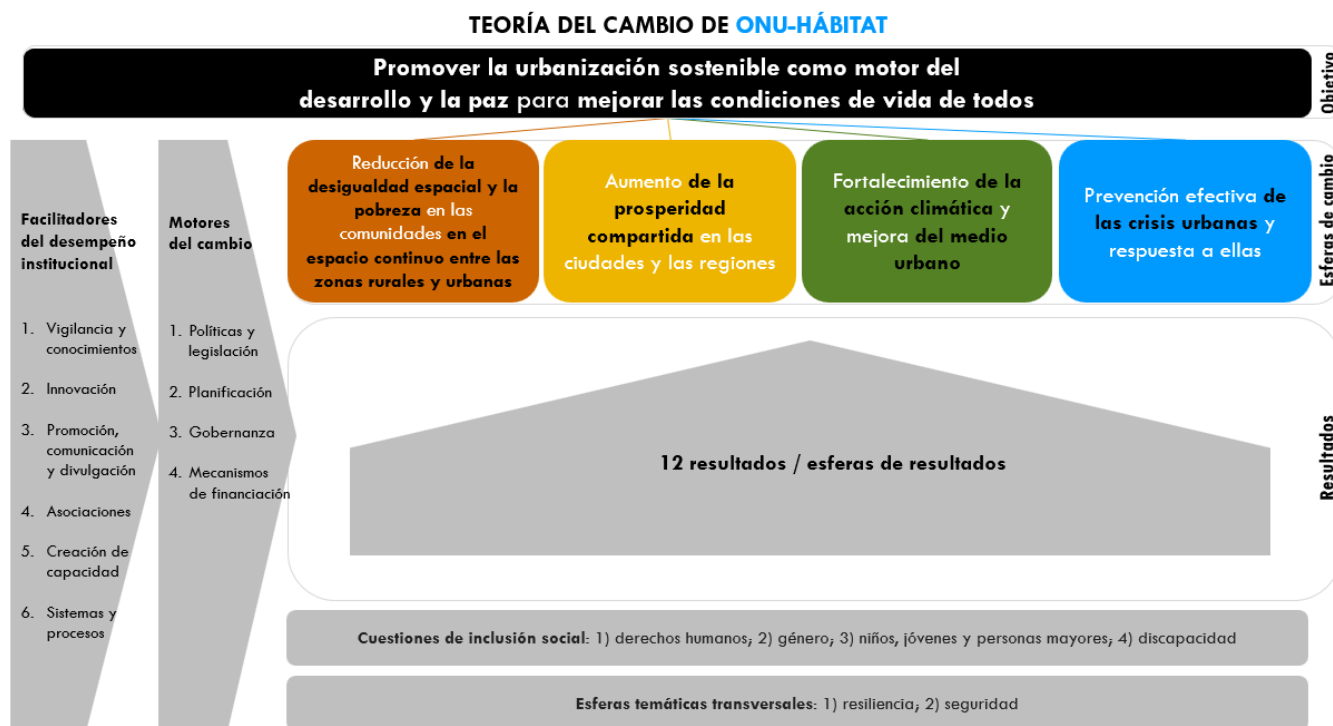 TEORÍA DEL CAMBIO DE ONU-HÁBITAT
Promover la urbanización sostenible como motor del
desarrollo y la paz para mejorar las condiciones de vida de todos
Objetivo
Facilitadores
del desempeño
institucional
1. Vigilancia y
conocimientos
2. Innovación
3. Promoción,
comunicación
y divulgación
4. Asociaciones
5. Creación de
capacidad
6. Sistemas y
procesos
Motores
del cambio
1. Políticas y
legislación
2. Planificación
3. Gobernanza
4. Mecanismos
de financiación
Reducción de la
desigualdad espacial y la
pobreza en las
comunidades en el
espacio continuo entre las
zonas rurales y urbanas
Aumento de la
prosperidad
compartida en las
ciudades y las regiones
Fortalecimiento de la
acción climática y
mejora del medio
urbano
Prevención efectiva de
las crisis urbanas y
respuesta a ellas
Esferas de cambio
12 resultados / esferas de resultados
Resultados
Cuestiones de inclusión social: 1) derechos humanos; 2) género; 3) niños, jóvenes y personas mayores; 4) discapacidad
Esferas temáticas transversales: 1) resiliencia; 2) seguridad